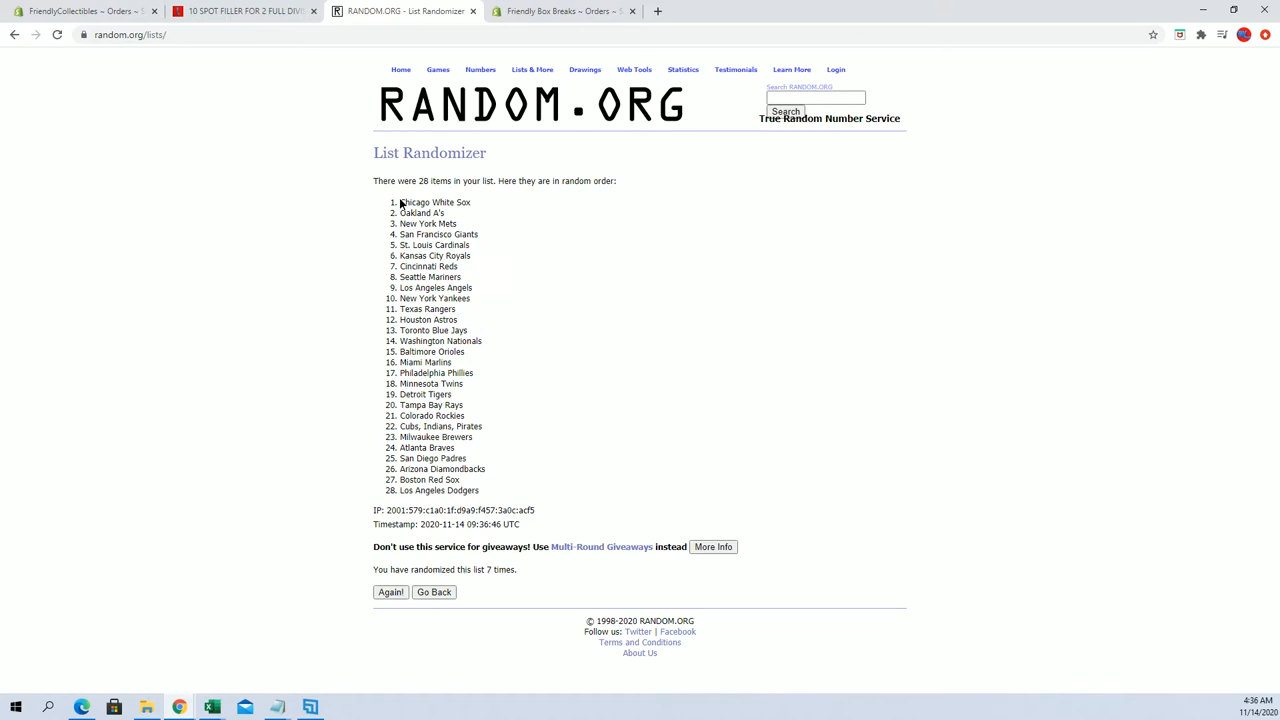 FriendlyCollectibles ~ Orders ~ S
10 SPOT FILLER FOR 2 FULL DIVIS
RANDOM.ORG - List Randomizer
Friendly Box Breaks ~ Orders ~ S
random.org/lists/
Home Games Numbers Lists & More Drawings Web Tools Statistics Testimonials Learn More Login
RANDOM.ORG
Search RANDOM.ORG
Search
True Random Number Service
List Randomizer
There were 28 items in your list. Here they are in random order:
1. Chicago White Sox
2. Oakland A's
3. New York Mets
4. San Francisco Giants
5. St. Louis Cardinals
6. Kansas City Royals
7. Cincinnati Reds
8. Seattle Mariners
9. Los Angeles Angels
10. New York Yankees
11. Texas Rangers
12. Houston Astros
13. Toronto Blue Jays
14. Washington Nationals
15. Baltimore Orioles
16. Miami Marlins
17. Philadelphia Phillies
18. Minnesota Twins
19. Detroit Tigers
20. Tampa Bay Rays
21. Colorado Rockies
22. Cubs, Indians, Pirates
23. Milwaukee Brewers
24. Atlanta Braves
25. San Diego Padres
26. Arizona Diamondbacks
27. Boston Red Sox
28. Los Angeles Dodgers
IP: 2001:579:c1a0:1f:d9a9:f457:3a0c:acf5
Timestamp: 2020-11-14 09:36:46 UTC
Don't use this service for giveaways! Use Multi-Round Giveaways instead More Info
You have randomized this list 7 times.
Again! Go Back
© 1998-2020 RANDOM.ORG
Follow us: Twitter | Facebook
Terms and Conditions
About Us
4:36 AM
11/14/2020